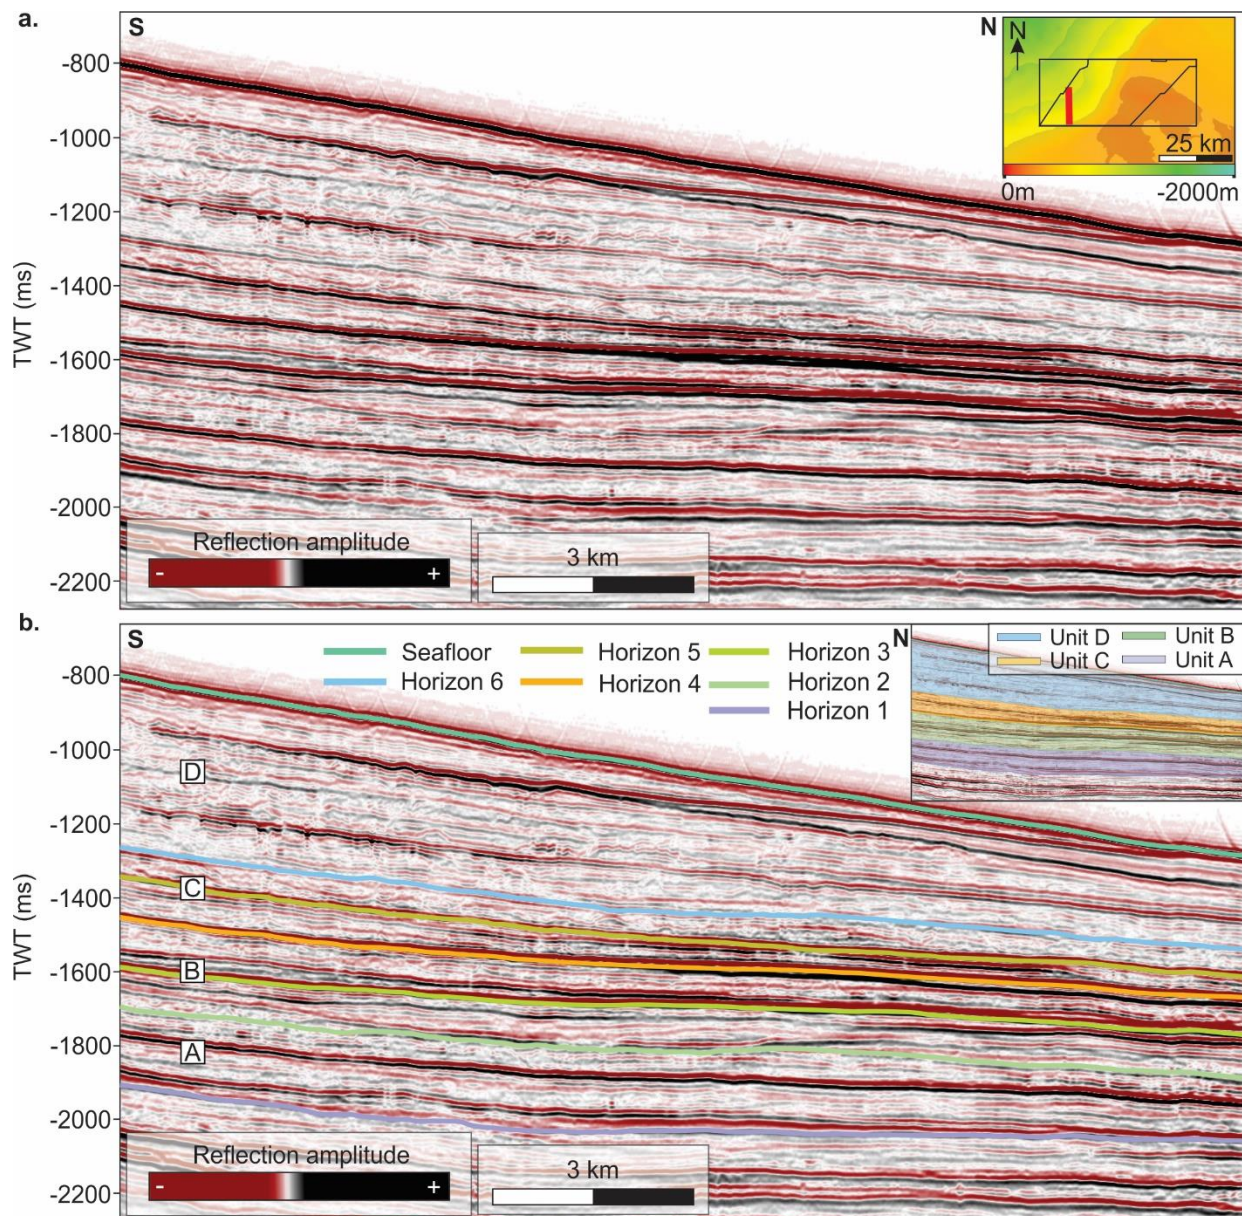 a.
S
N
N
25 km
0m
-2000m
-800
-1000
-1200
-1400
-1600
-1800
-2000
-2200
TWT (ms)
Reflection amplitude
-
+
3 km
b.
S
N
Seafloor
Horizon 5
Horizon 3
Horizon 6
Horizon 4
Horizon 2
Horizon 1
Unit D
Unit B
Unit C
Unit A
-800
-1000
-1200
-1400
-1600
-1800
-2000
-2200
TWT (ms)
D
C
B
A
Reflection amplitude
-
+
3 km